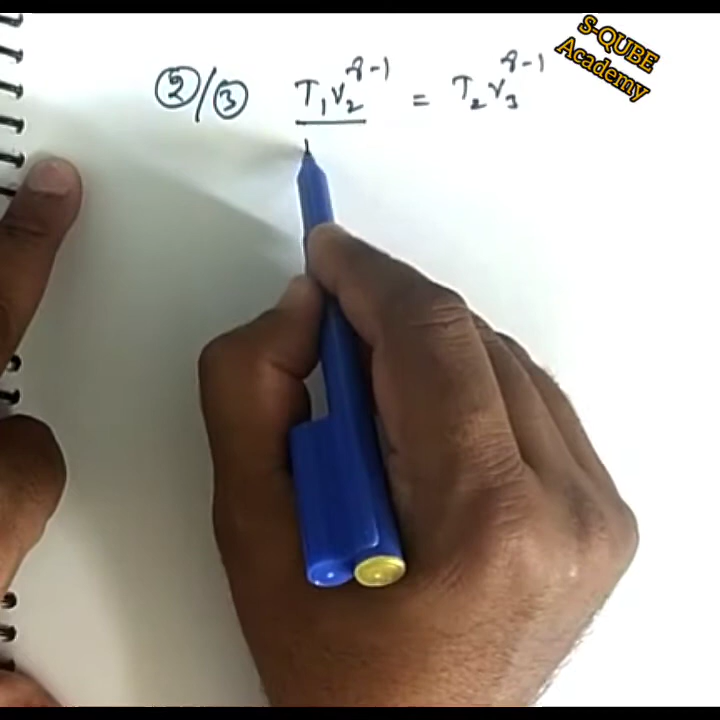 S-QUBE
Academy
②/③ T₁V₂^γ-1 = T₂V₃^γ-1